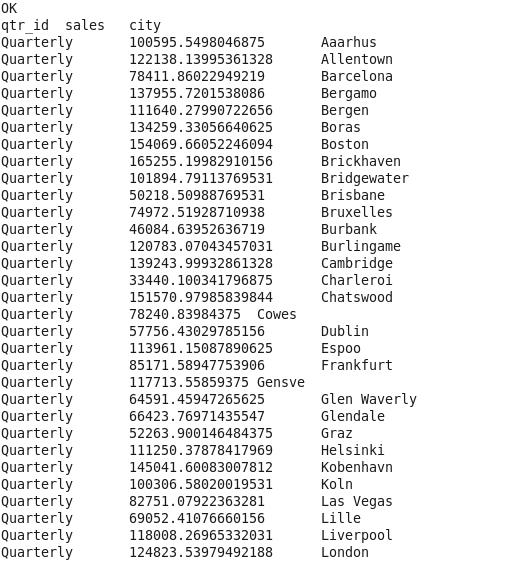 OK
qtr_id sales city
Quarterly 100595.5498046875 Aaarhus
Quarterly 122138.13995361328 Allentown
Quarterly 78411.86022949219 Barcelona
Quarterly 137955.7201538086 Bergamo
Quarterly 111640.27990722656 Bergen
Quarterly 134259.33056640625 Boras
Quarterly 154069.66052246094 Boston
Quarterly 165255.19982910156 Brickhaven
Quarterly 101894.79113769531 Bridgewater
Quarterly 50218.50988769531 Brisbane
Quarterly 74972.51928710938 Bruxelles
Quarterly 46084.63952636719 Burbank
Quarterly 120783.07043457031 Burlingame
Quarterly 139243.99932861328 Cambridge
Quarterly 33440.100341796875 Charleroi
Quarterly 151570.97985839844 Chatswood
Quarterly 78240.83984375 Cowes
Quarterly 57756.43029785156 Dublin
Quarterly 113961.15087890625 Espoo
Quarterly 85171.58947753906 Frankfurt
Quarterly 117713.55859375 Gensve
Quarterly 64591.45947265625 Glen Waverly
Quarterly 66423.76971435547 Glendale
Quarterly 52263.900146484375 Graz
Quarterly 111250.37878417969 Helsinki
Quarterly 145041.60083007812 Kobenhavn
Quarterly 100306.58020019531 Koln
Quarterly 82751.07922363281 Las Vegas
Quarterly 69052.41076660156 Lille
Quarterly 118008.26965332031 Liverpool
Quarterly 124823.53979492188 London